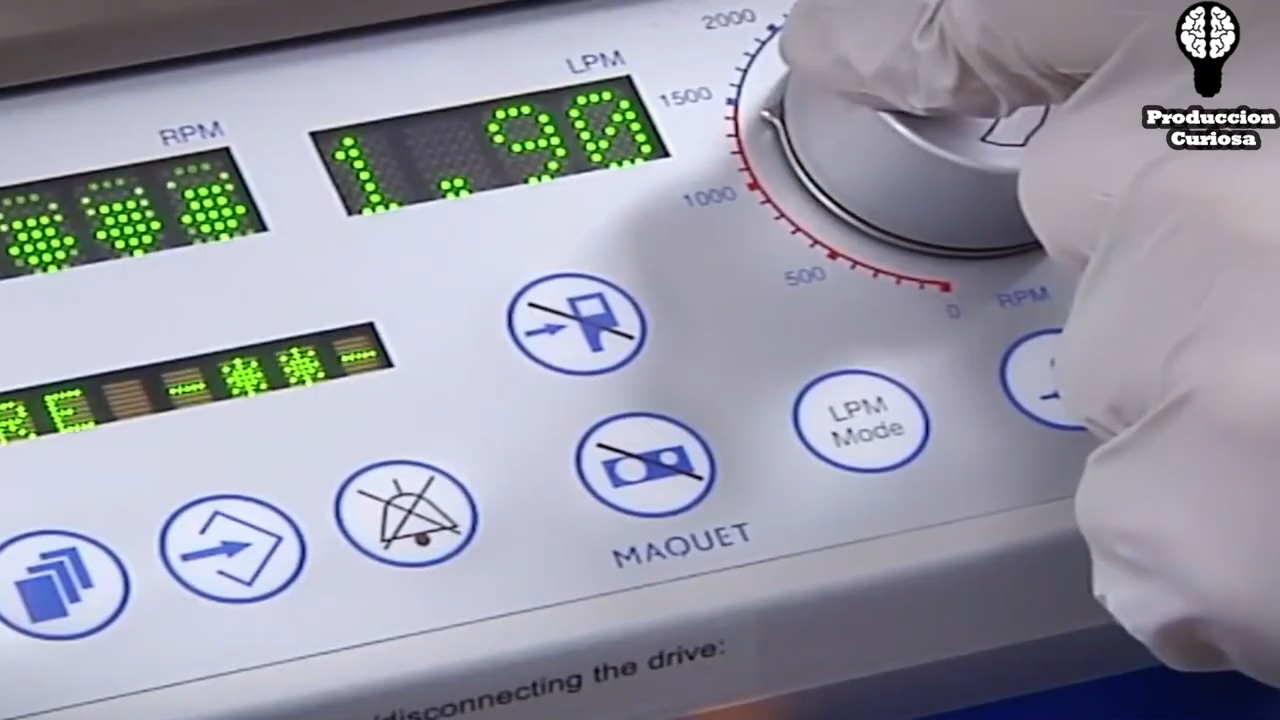 2000
LPM
1500
RPM
1.90
1000
500
0
RPM
LPM
Mode
MAQUET
disconnecting the drive:
Produccion
Curiosa